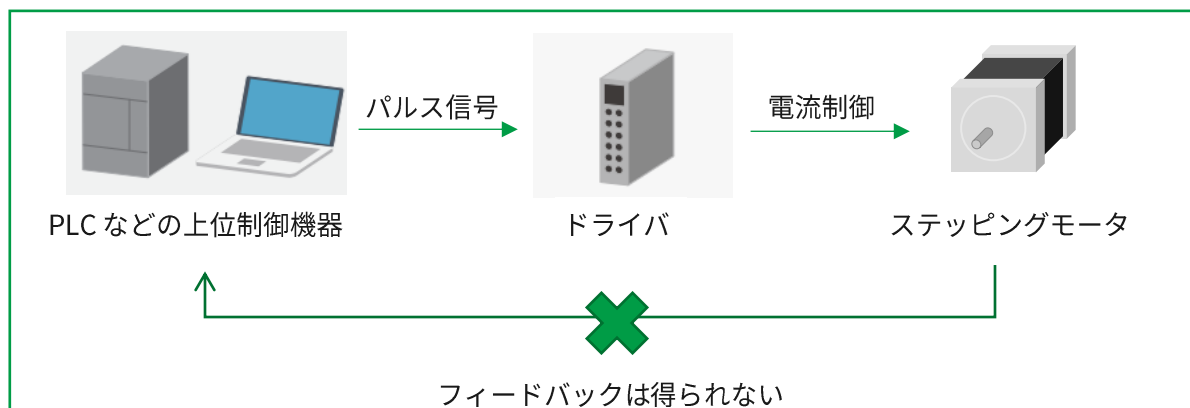 パルス信号
電流制御
PLC などの上位制御機器
ドライバ
ステッピングモータ
フィードバックは得られない